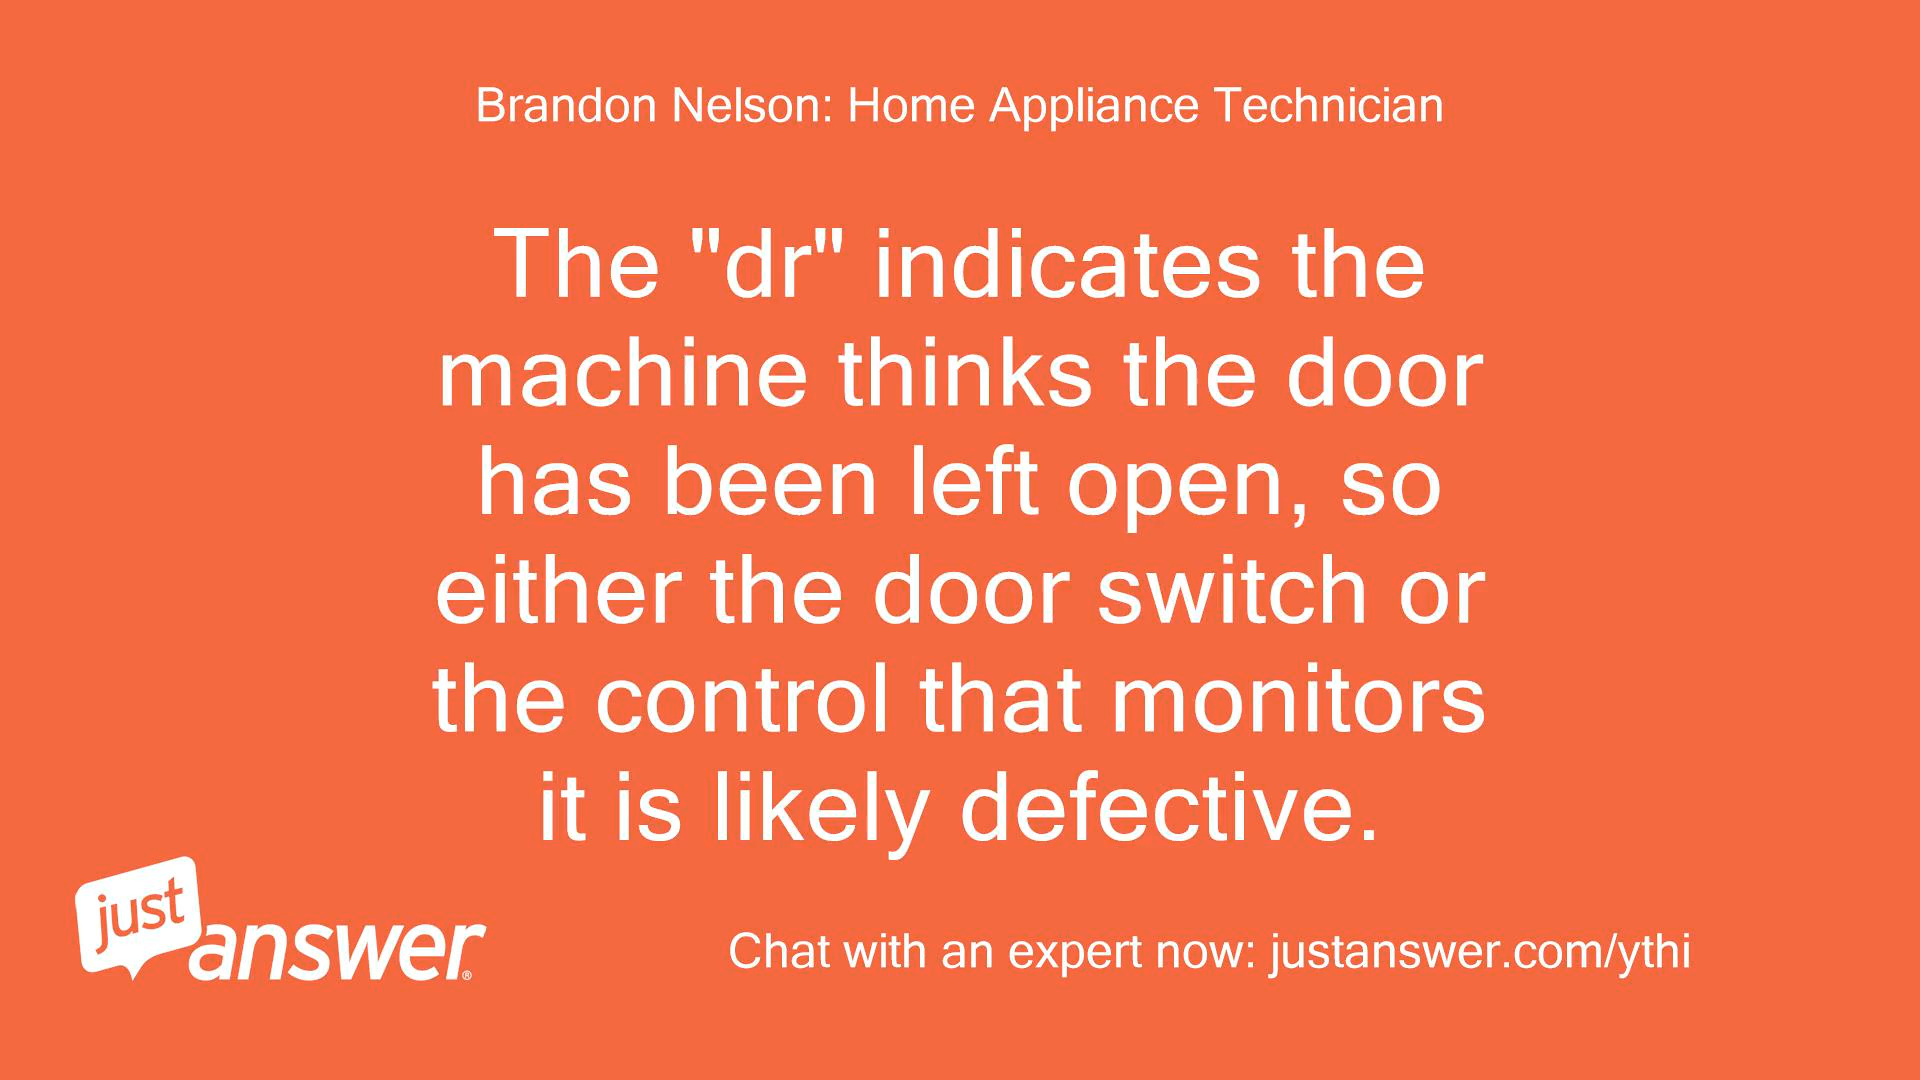 Brandon Nelson: Home Appliance Technician
The "dr" indicates the
machine thinks the door
has been left open, so
either the door switch or
the control that monitors
it is likely defective.
just
answer®
Chat with an expert now: justanswer.com/ythi